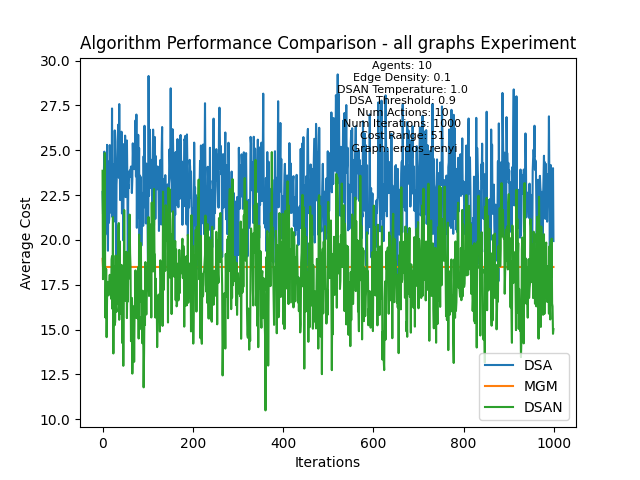 Algorithm Performance Comparison - all graphs Experiment
Agents: 10
Edge Density: 0.1
DSAN Temperature: 1.0
DSA Threshold: 0.9
Num Actions: 10
Num Iterations: 1000
Cost Range: 51
Graph: erdos_renyi
30.0
27.5
25.0
22.5
20.0
17.5
15.0
12.5
10.0
Average Cost
0
200
400
600
800
1000
Iterations
DSA
MGM
DSAN